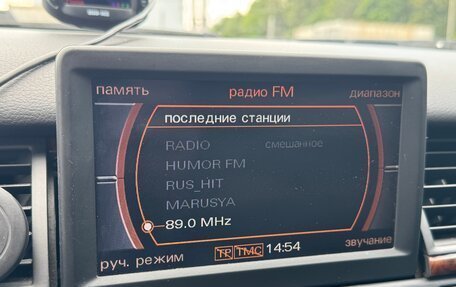 память радио FM диапазон
последние станции
RADIO смешанное
HUMOR FM
RUS_HIT
MARUSYA
89.0 MHz
руч. режим TP TMC 14:54 звучание